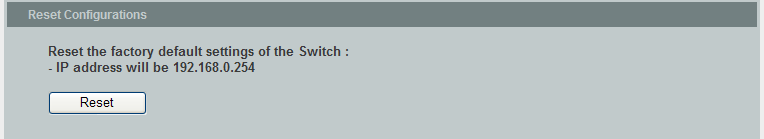 Reset Configurations
Reset the factory default settings of the Switch :
- IP address will be 192.168.0.254
Reset